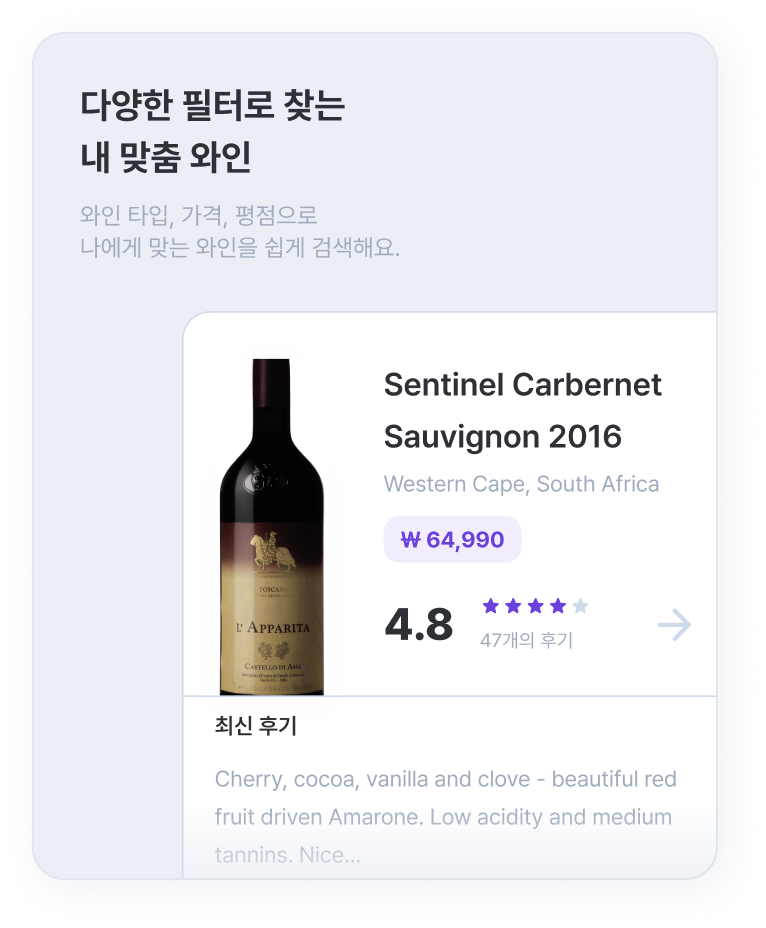 다양한 필터로 찾는
내 맞춤 와인
와인 타입, 가격, 평점으로
나에게 맞는 와인을 쉽게 검색해요.
Sentinel Carbernet
Sauvignon 2016
Western Cape, South Africa
₩ 64,990
4.8
47개의 후기
TOSCANA
L' APPARITA
CASTELLO DI AMA
최신 후기
Cherry, cocoa, vanilla and clove - beautiful red
fruit driven Amarone. Low acidity and medium
tannins. Nice...